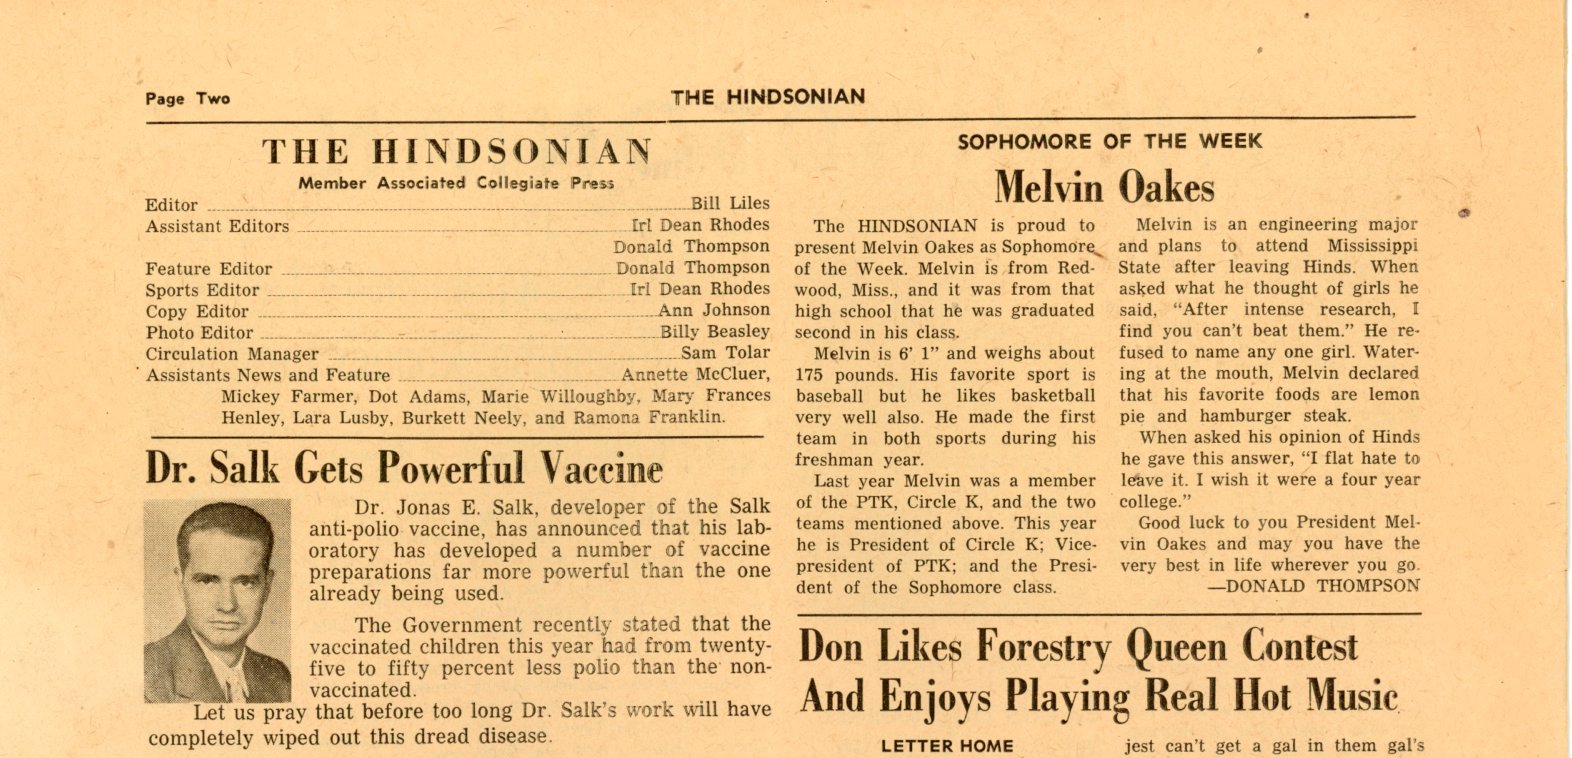 Page Two
THE HINDSONIAN
THE HINDSONIAN
Member Associated Collegiate Press
Editor Bill Liles
Assistant Editors Irl Dean Rhodes
Donald Thompson
Feature Editor Donald Thompson
Sports Editor Irl Dean Rhodes
Copy Editor Ann Johnson
Photo Editor Billy Beasley
Circulation Manager Sam Tolar
Assistants News and Feature Annette McCluer,
Mickey Farmer, Dot Adams, Marie Willoughby, Mary Frances
Henley, Lara Lusby, Burkett Neely, and Ramona Franklin.
Dr. Salk Gets Powerful Vaccine
Dr. Jonas E. Salk, developer of the Salk
anti-polio vaccine, has announced that his lab-
oratory has developed a number of vaccine
preparations far more powerful than the one
already being used.
The Government recently stated that the
vaccinated children this year had from twenty-
five to fifty percent less polio than the non-
vaccinated.
Let us pray that before too long Dr. Salk's work will have
completely wiped out this dread disease.
SOPHOMORE OF THE WEEK
Melvin Oakes
The HINDSONIAN is proud to
present Melvin Oakes as Sophomore
of the Week. Melvin is from Red-
wood, Miss., and it was from that
high school that he was graduated
second in his class.
Melvin is 6' 1" and weighs about
175 pounds. His favorite sport is
baseball but he likes basketball
very well also. He made the first
team in both sports during his
freshman year.
Last year Melvin was a member
of the PTK, Circle K, and the two
teams mentioned above. This year
he is President of Circle K; Vice-
president of PTK; and the Presi-
dent of the Sophomore class.
Melvin is an engineering major
and plans to attend Mississippi
State after leaving Hinds. When
asked what he thought of girls he
said, "After intense research, I
find you can't beat them." He re-
fused to name any one girl. Water-
ing at the mouth, Melvin declared
that his favorite foods are lemon
pie and hamburger steak.
When asked his opinion of Hinds
he gave this answer, "I flat hate to
leave it. I wish it were a four year
college."
Good luck to you President Mel-
vin Oakes and may you have the
very best in life wherever you go.
—DONALD THOMPSON
Don Likes Forestry Queen Contest
And Enjoys Playing Real Hot Music
LETTER HOME
jest can't get a gal in them gal's